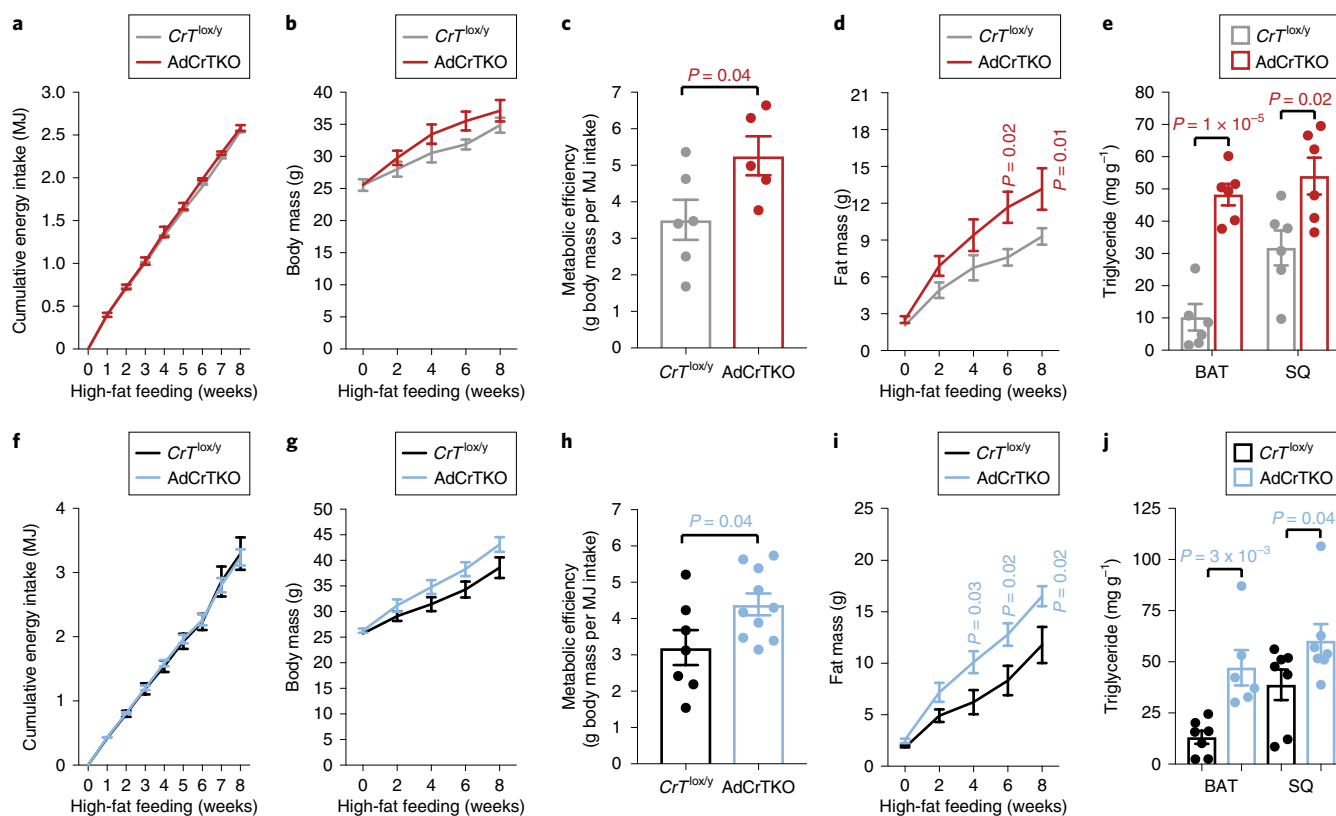 a
CrT^lox/y
AdCrTKO
Cumulative energy intake (MJ)
3.0
2.5
2.0
1.5
1.0
0.5
0
0 1 2 3 4 5 6 7 8
High-fat feeding (weeks)
b
CrT^lox/y
AdCrTKO
Body mass (g)
40
35
30
25
20
15
10
5
0
0 2 4 6 8
High-fat feeding (weeks)
c
Metabolic efficiency
(g body mass per MJ intake)
P = 0.04
7
6
5
4
3
2
1
0
CrT^lox/y AdCrTKO
d
CrT^lox/y
AdCrTKO
Fat mass (g)
21
18
15
12
9
6
3
0
P = 0.02
P = 0.01
0 2 4 6 8
High-fat feeding (weeks)
e
CrT^lox/y
AdCrTKO
Triglyceride (mg g⁻¹)
80
70
60
50
40
30
20
10
0
P = 1 × 10⁻⁵
P = 0.02
BAT SQ
f
CrT^lox/y
AdCrTKO
Cumulative energy intake (MJ)
4
3
2
1
0
0 1 2 3 4 5 6 7 8
High-fat feeding (weeks)
g
CrT^lox/y
AdCrTKO
Body mass (g)
50
45
40
35
30
25
20
15
10
5
0
0 2 4 6 8
High-fat feeding (weeks)
h
Metabolic efficiency
(g body mass per MJ intake)
P = 0.04
7
6
5
4
3
2
1
0
CrT^lox/y AdCrTKO
i
CrT^lox/y
AdCrTKO
Fat mass (g)
25
20
15
10
5
0
P = 0.03
P = 0.02
P = 0.02
0 2 4 6 8
High-fat feeding (weeks)
j
CrT^lox/y
AdCrTKO
Triglyceride (mg g⁻¹)
125
100
75
50
25
0
P = 3 x 10⁻³
P = 0.04
BAT SQ